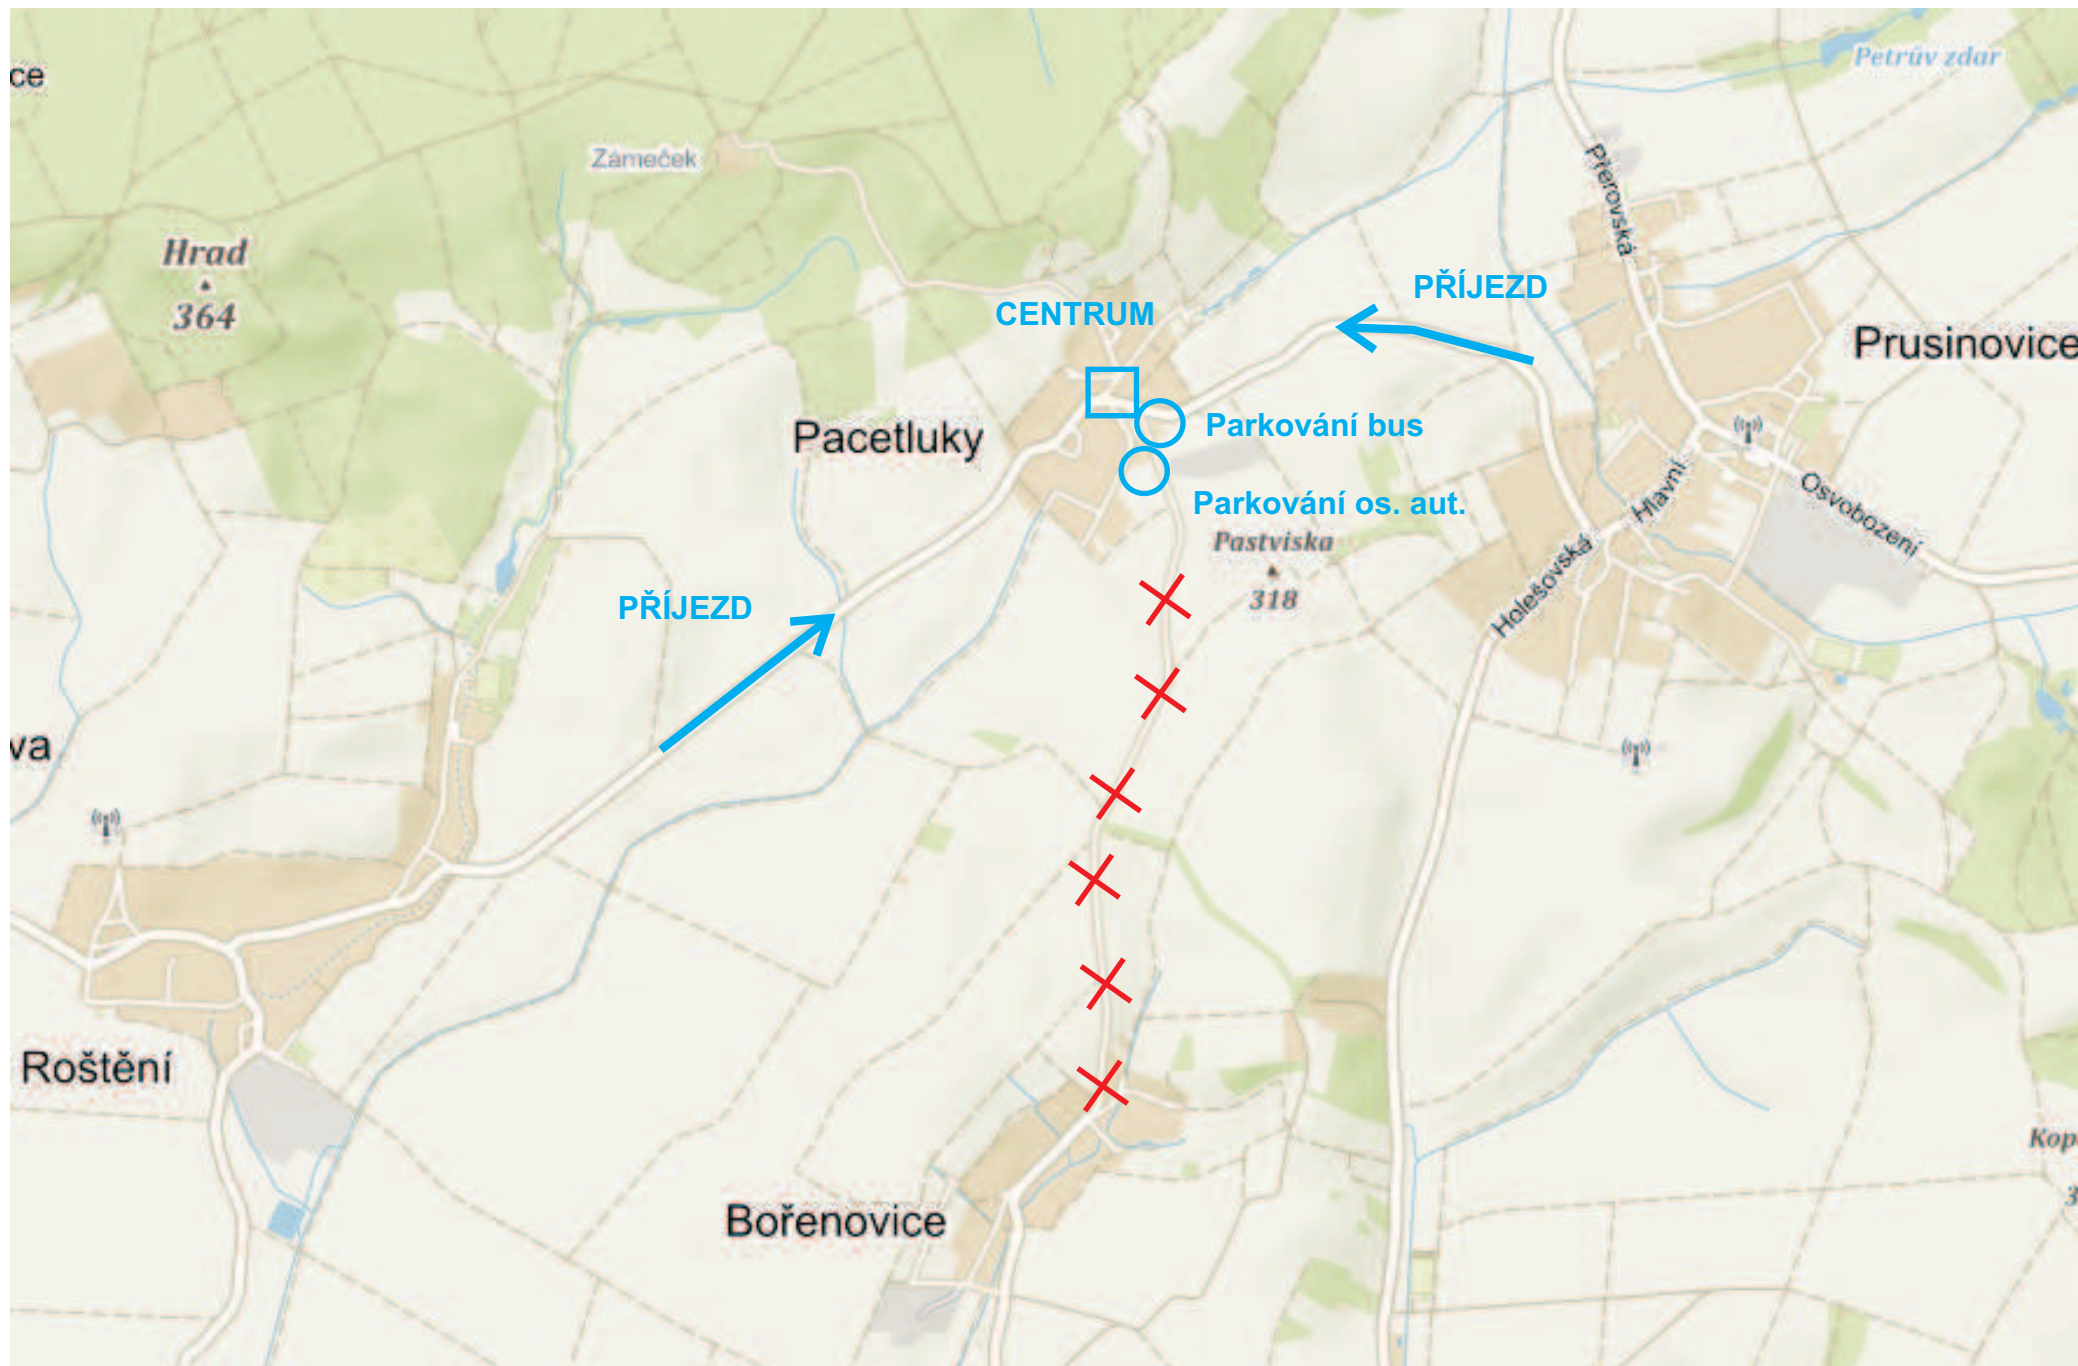 ce
Petrův zdar
Zámeček
Přerovská
Hrad
364
PŘÍJEZD
CENTRUM
Prusinovice
Parkování bus
Pacetluky
Hlavní
Osvobození
Parkování os. aut.
Pastviska
318
Holešovská
PŘÍJEZD
va
Roštění
Kop
3
Bořenovice